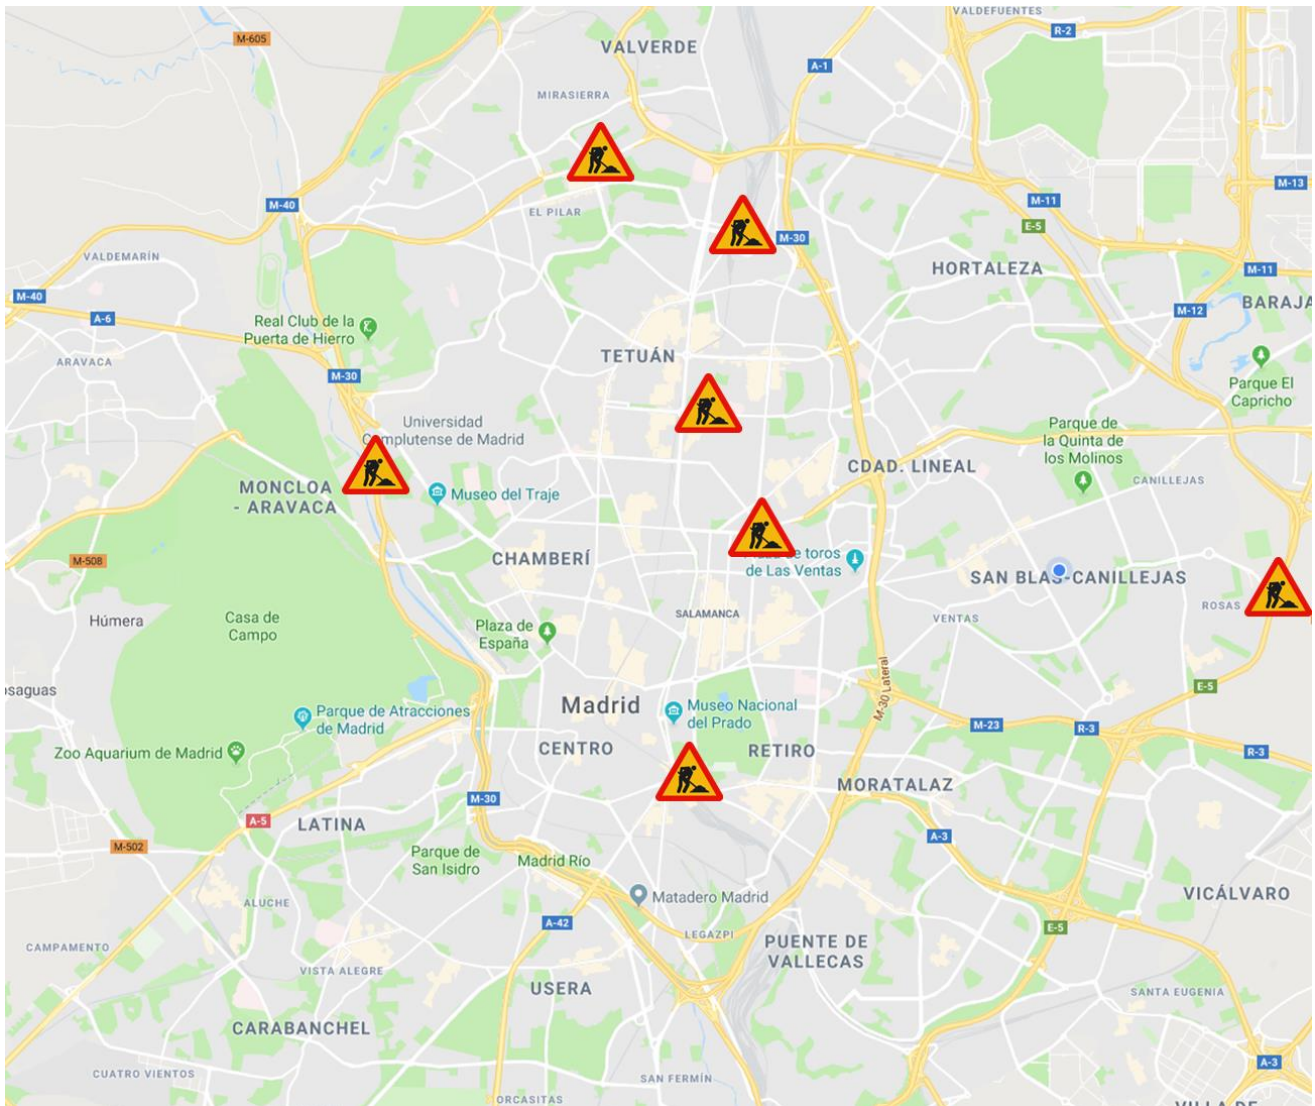 VALDEFUENTES
R-2
M-605
VALVERDE
A-1
MIRASIERRA
M-13
M-40
EL PILAR
M-11
E-5
M-30
VALDEMARÍN
HORTALEZA
M-11
M-40
A-6
Real Club de la
Puerta de Hierro
M-12
BARAJA
ARAVACA
TETUÁN
M-30
Parque El
Capricho
Universidad
Complutense de Madrid
Parque de
la Quinta de
los Molinos
CDAD. LINEAL
CANILLEJAS
MONCLOA
- ARAVACA
Museo del Traje
M-508
CHAMBERÍ
de toros
de Las Ventas
SAN BLAS-CANILLEJAS
ROSAS
Húmera
Casa de
Campo
Plaza de
España
SALAMANCA
VENTAS
osaguas
M-30 Lateral
E-5
Parque de Atracciones
de Madrid
Madrid
Museo Nacional
del Prado
M-23
R-3
R-3
Zoo Aquarium de Madrid
CENTRO
RETIRO
MORATALAZ
M-30
A-5
LATINA
M-502
A-3
Parque de
San Isidro
Madrid Río
Matadero Madrid
VICÁLVARO
ALUCHE
A-42
LEGAZPI
E-5
CAMPAMENTO
PUENTE DE
VALLECAS
VISTA ALEGRE
USERA
SANTA EUGENIA
CARABANCHEL
A-3
CUATRO VIENTOS
SAN FERMÍN
ORCASITAS
VILLA DE